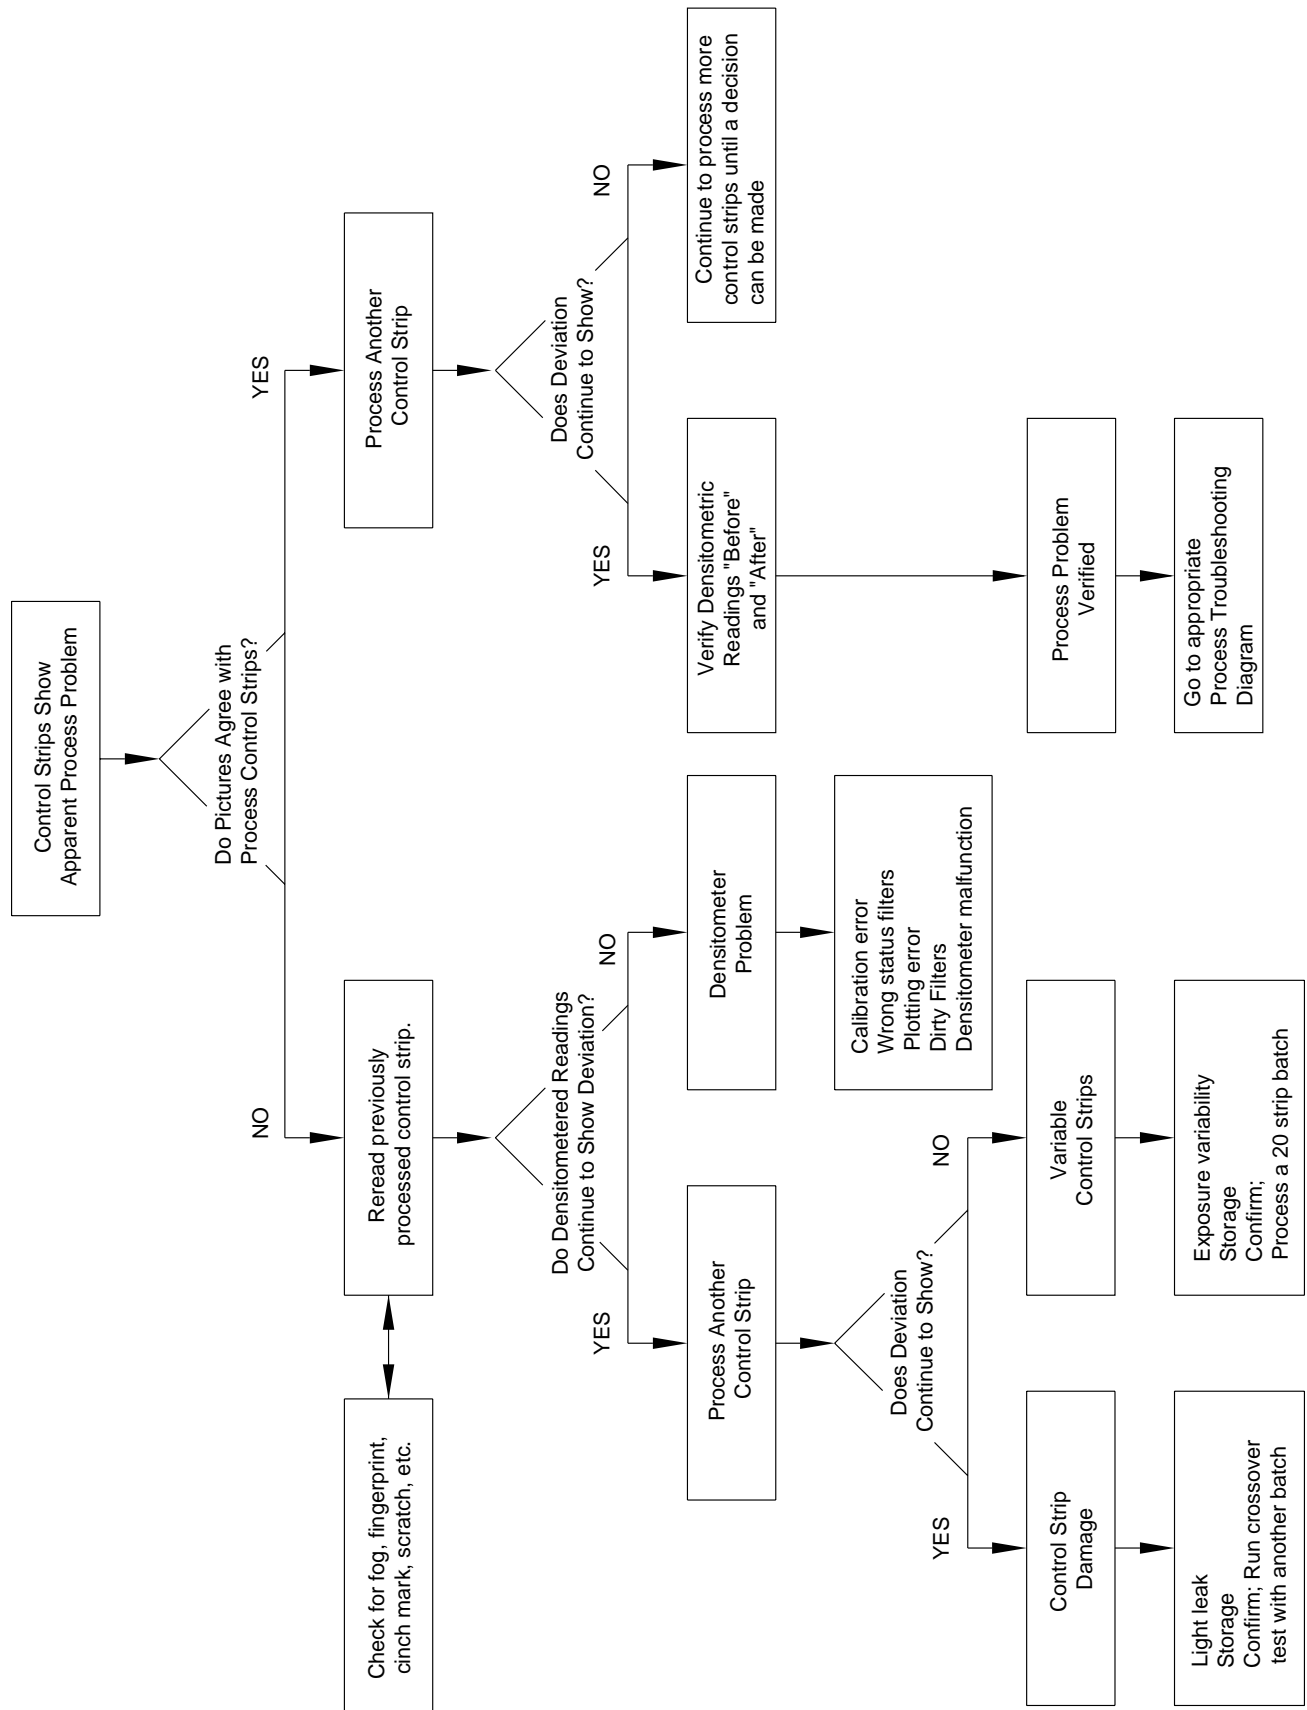 Control Strips Show
Apparent Process Problem
Do Pictures Agree with
Process Control Strips?
NO
YES
Check for fog, fingerprint,
cinch mark, scratch, etc.
Reread previously
processed control strip.
Process Another
Control Strip
Do Densitometered Readings
Continue to Show Deviation?
Does Deviation
Continue to Show?
YES
NO
YES
NO
Process Another
Control Strip
Densitometer
Problem
Verify Densitometric
Readings "Before"
and "After"
Continue to process more
control strips until a decision
can be made
Does Deviation
Continue to Show?
Calibration error
Wrong status filters
Plotting error
Dirty Filters
Densitometer malfunction
YES
NO
Control Strip
Damage
Variable
Control Strips
Process Problem
Verified
Light leak
Storage
Confirm; Run crossover
test with another batch
Exposure variability
Storage
Confirm;
Process a 20 strip batch
Go to appropriate
Process Troubleshooting
Diagram